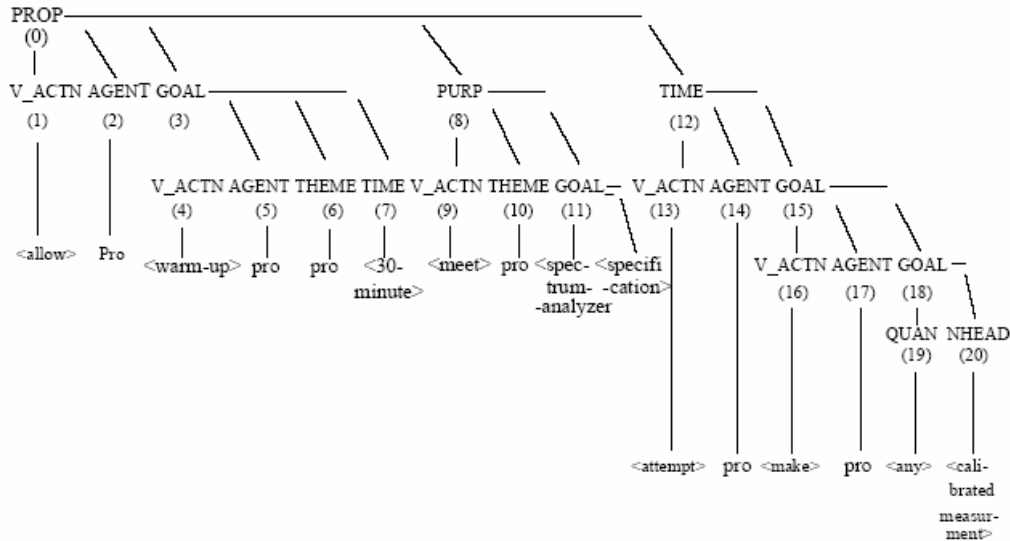 PROP
(0)
V_ACTN AGENT GOAL PURP TIME
(1) (2) (3) (8) (12)
V_ACTN AGENT THEME TIME V_ACTN THEME GOAL V_ACTN AGENT GOAL
(4) (5) (6) (7) (9) (10) (11) (13) (14) (15)
<allow> Pro <warm-up> pro pro <30- <meet> pro <spec- <specifi
minute> trum- -cation>
-analyzer
V_ACTN AGENT GOAL
(16) (17) (18)
QUAN NHEAD
(19) (20)
<attempt> pro <make> pro <any> <cali-
brated
measur-
ment>